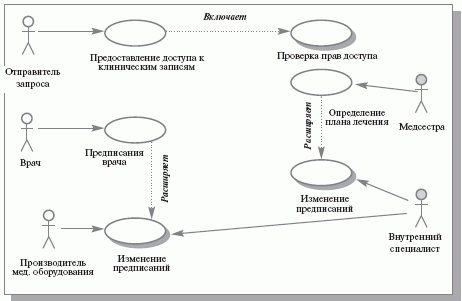 Включает
Предоставление доступа к
клиническим записям
Проверка прав доступа
Отправитель
запроса
Расширяет
Определение
плана лечения
Медсестра
Врач
Предписания
врача
Расширяет
Изменение
предписаний
Внутренний
специалист
Производитель
мед. оборудования
Изменение
предписаний